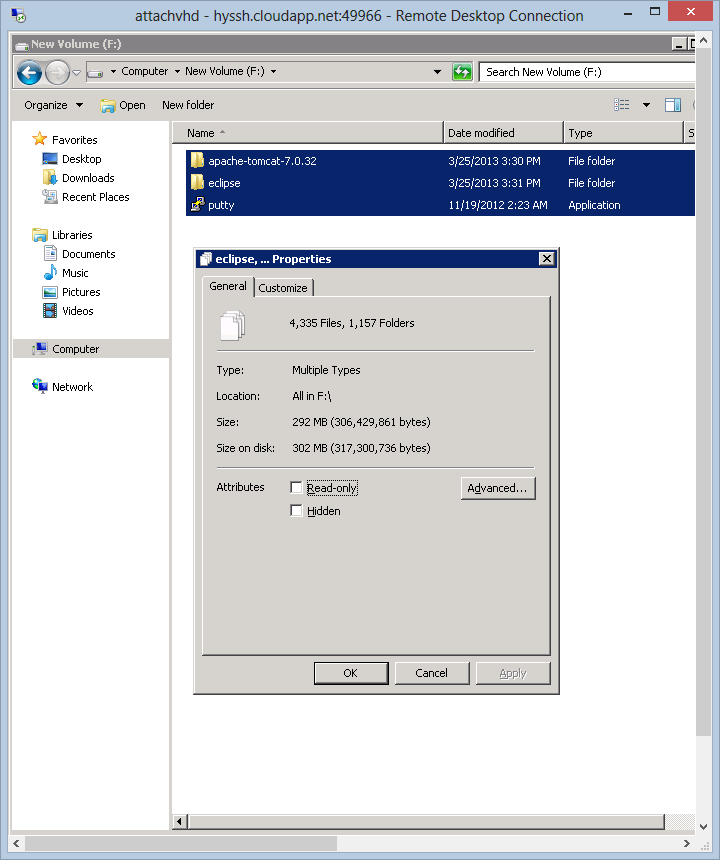 attachvhd - hyssh.cloudapp.net:49966 - Remote Desktop Connection
New Volume (F:)
Computer New Volume (F:) Search New Volume (F:)
Organize Open New folder
Favorites
Desktop
Downloads
Recent Places
Libraries
Documents
Music
Pictures
Videos
Computer
Network
Name Date modified Type S
apache-tomcat-7.0.32 3/25/2013 3:30 PM File folder
eclipse 3/25/2013 3:31 PM File folder
putty 11/19/2012 2:23 AM Application
eclipse, ... Properties
General Customize
4,335 Files, 1,157 Folders
Type: Multiple Types
Location: All in F:\
Size: 292 MB (306,429,861 bytes)
Size on disk: 302 MB (317,300,736 bytes)
Attributes Read-only Advanced...
Hidden
OK Cancel Apply